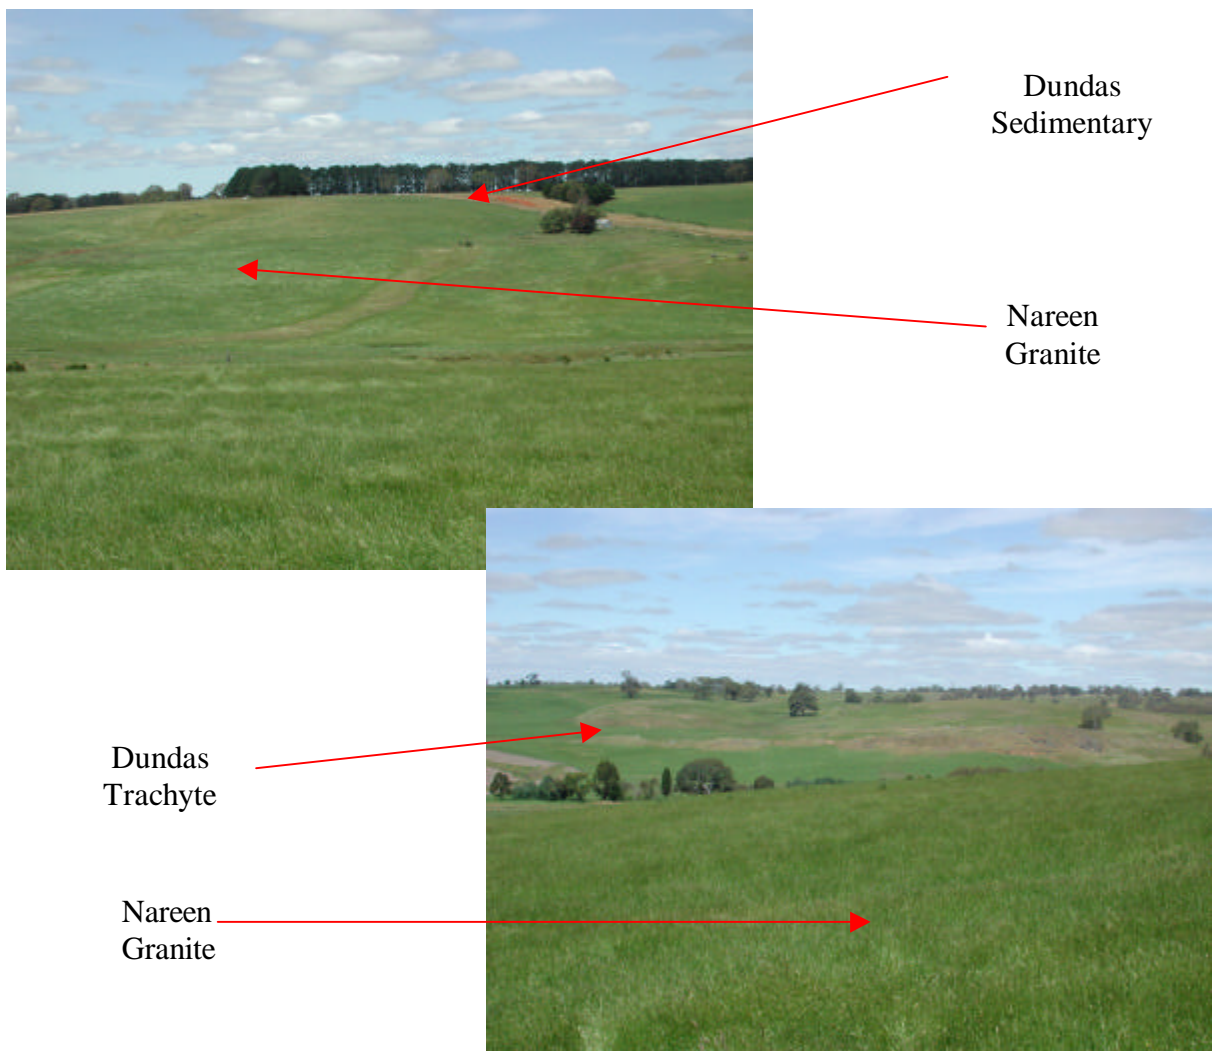 Dundas
Sedimentary
Nareen
Granite
Dundas
Trachyte
Nareen
Granite